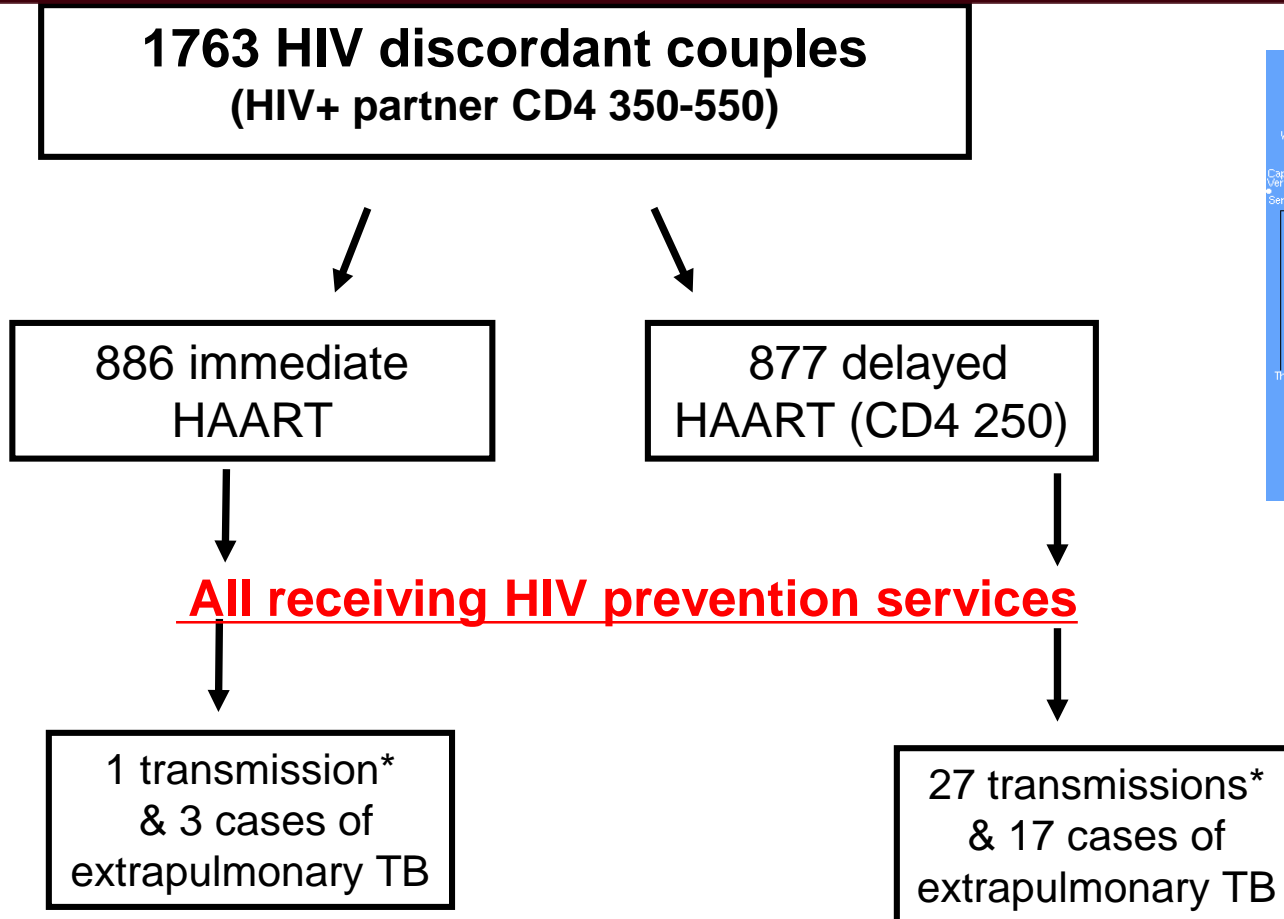 1763 HIV discordant couples
(HIV+ partner CD4 350-550)
886 immediate
HAART
877 delayed
HAART (CD4 250)
All receiving HIV prevention services
1 transmission*
& 3 cases of
extrapulmonary TB
27 transmissions*
& 17 cases of
extrapulmonary TB